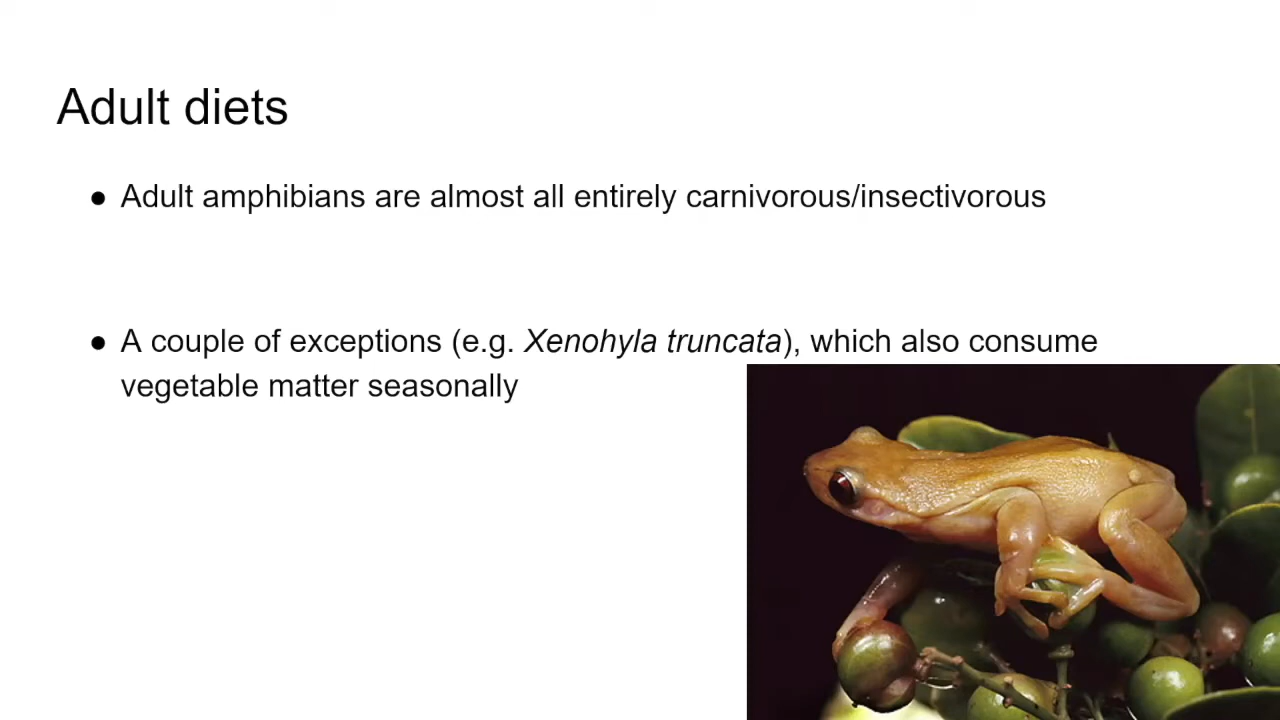 Adult diets
● Adult amphibians are almost all entirely carnivorous/insectivorous
● A couple of exceptions (e.g. Xenohyla truncata), which also consume
vegetable matter seasonally